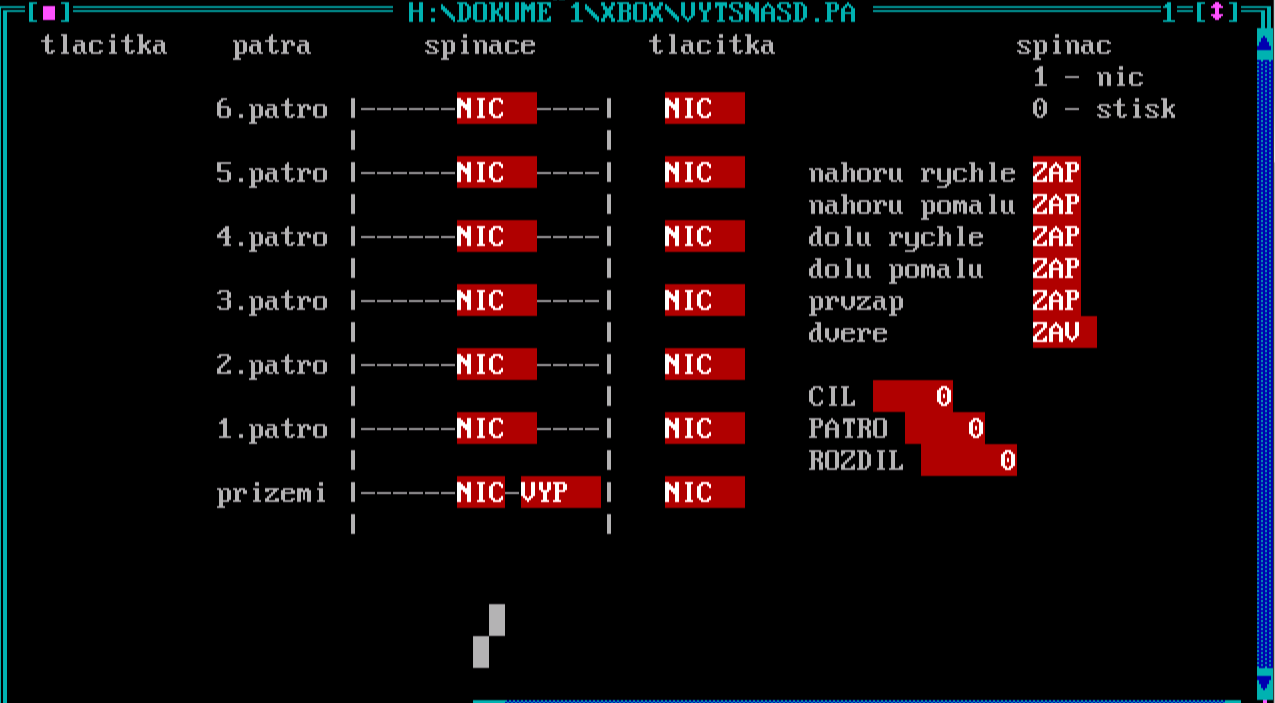 [■] H:\DOKUME~1\XBOX\VYTSNASD.PA 1=[↕]
tlacitka patra spinace tlacitka spinac
1 - nic
6.patro |------NIC ----| NIC 0 - stisk
| |
5.patro |------NIC ----| NIC nahoru rychle ZAP
| | nahoru pomalu ZAP
4.patro |------NIC ----| NIC dolu rychle ZAP
| | dolu pomalu ZAP
3.patro |------NIC ----| NIC prvzap ZAP
| | dvere ZAV
2.patro |------NIC ----| NIC
| | CIL 0
1.patro |------NIC ----| NIC PATRO 0
| | ROZDIL 0
prizemi |------NIC-VYP | NIC
| |